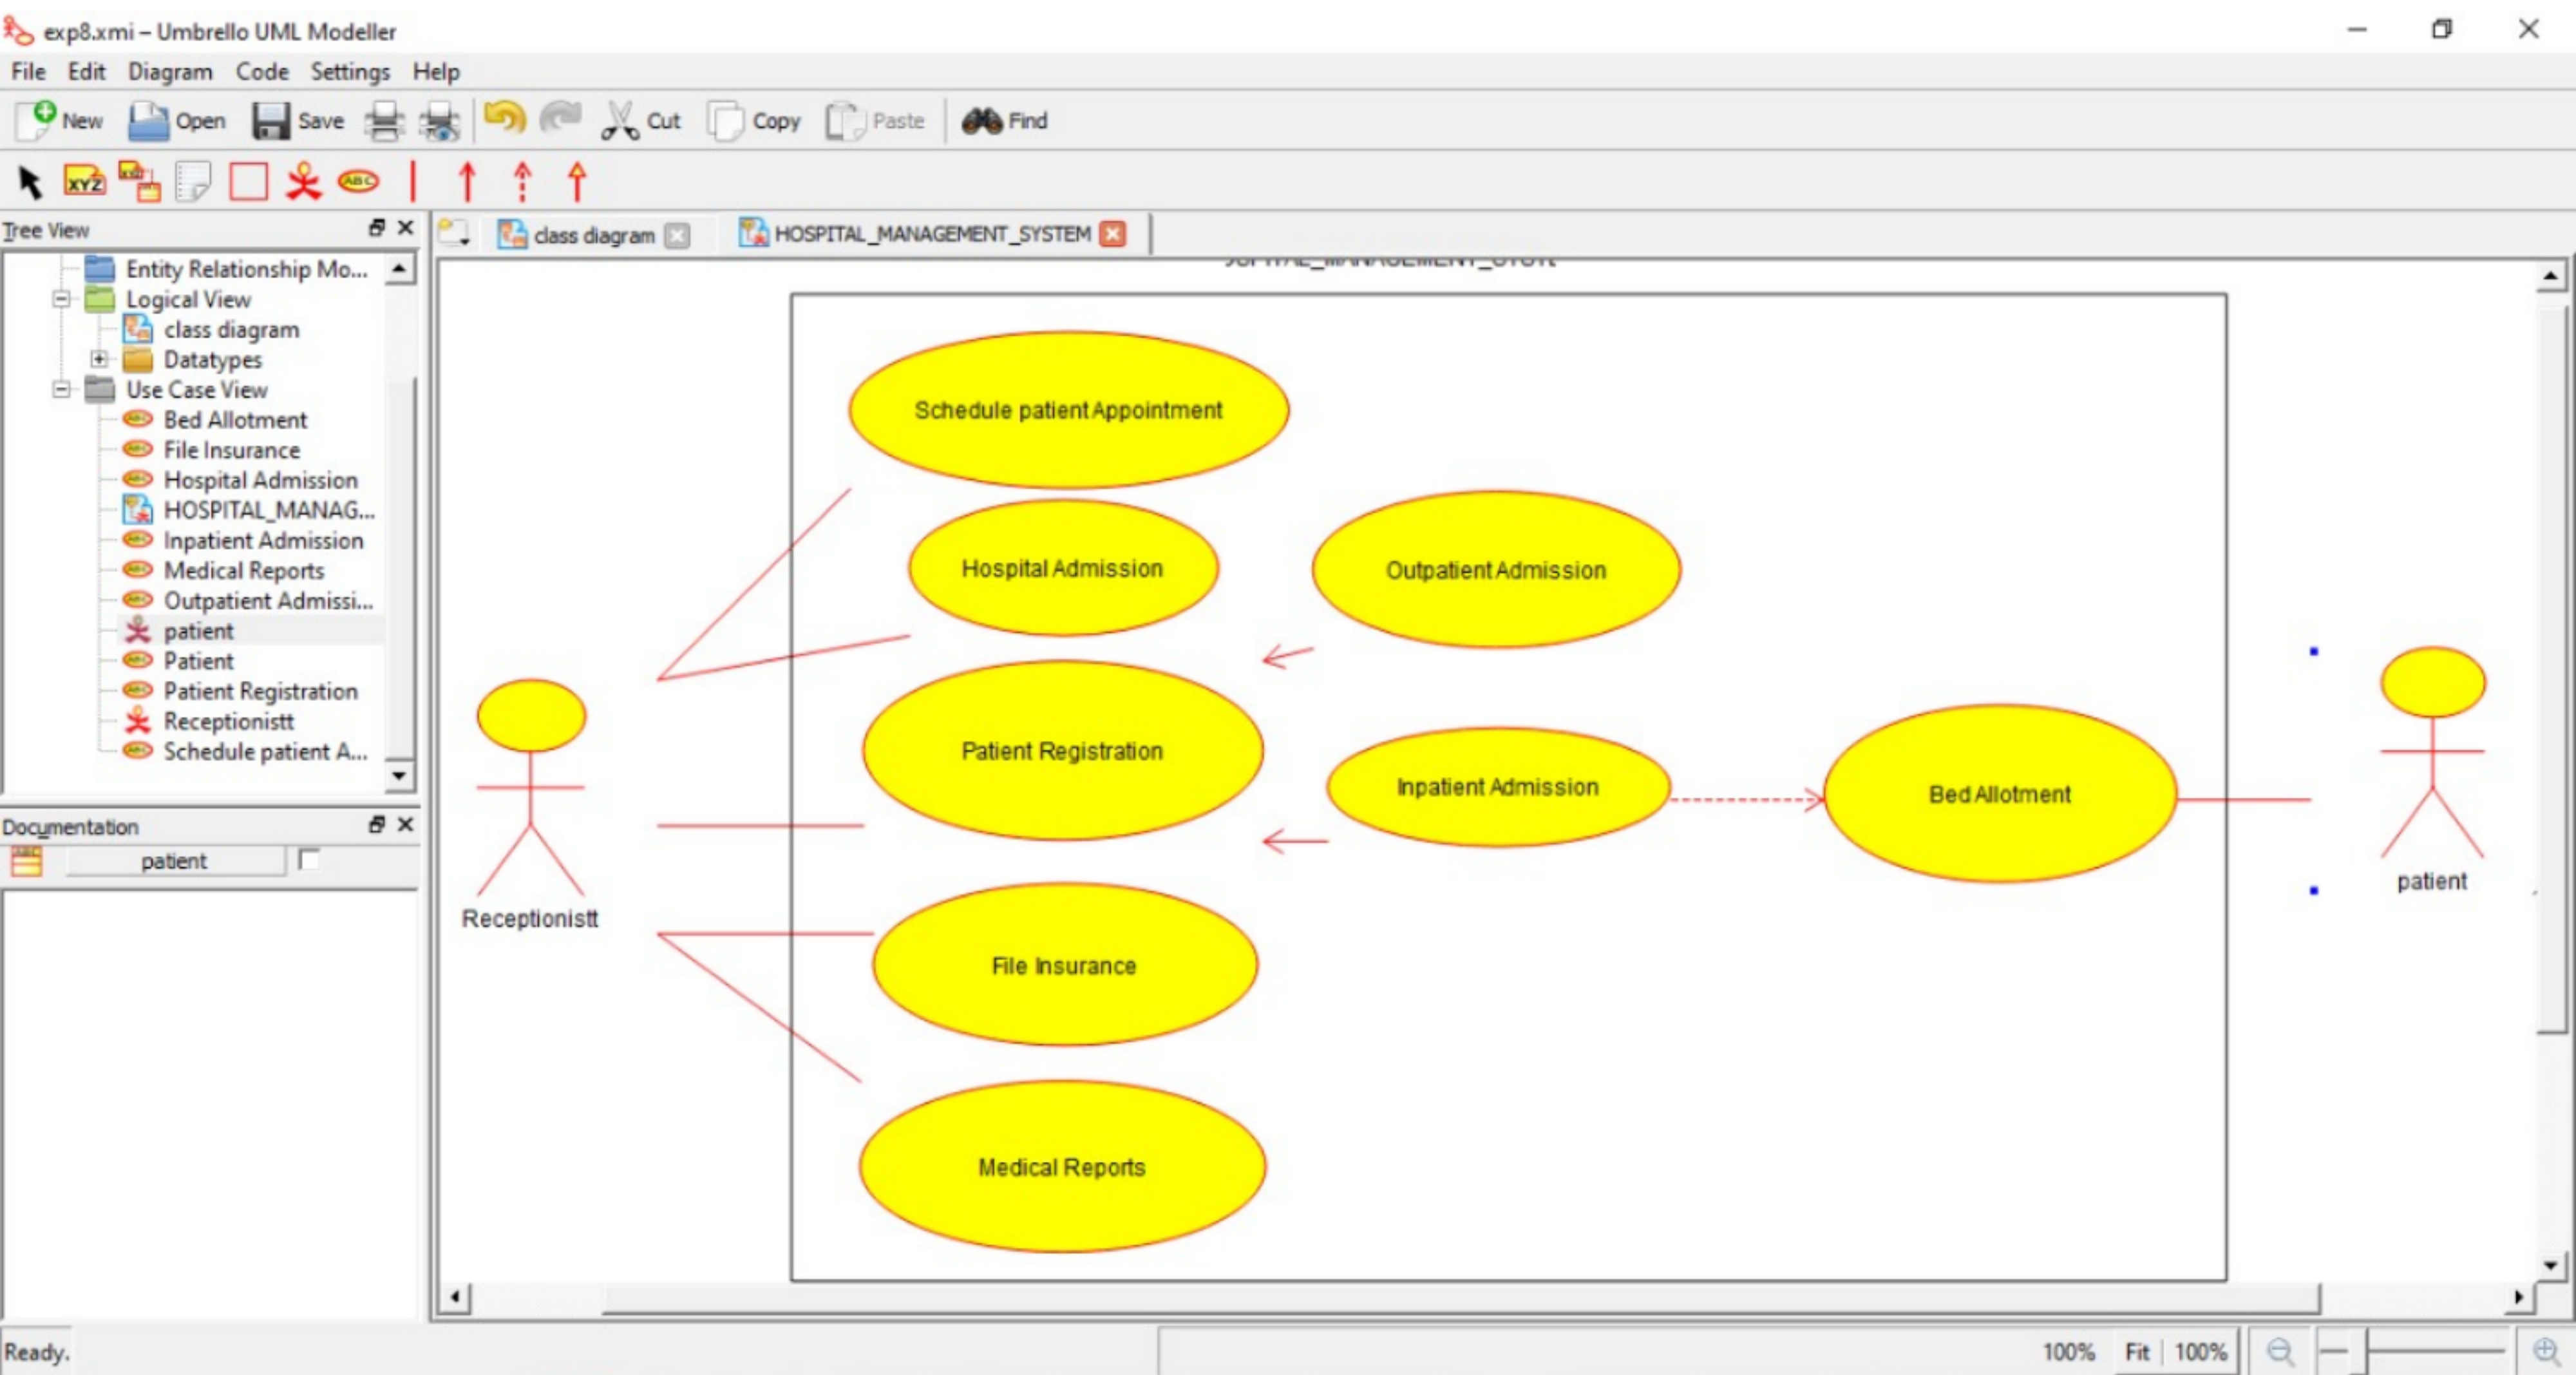 exp8.xmi – Umbrello UML Modeller
File Edit Diagram Code Settings Help
New Open Save Cut Copy Paste Find
XYZ XYZ ABC
Tree View
class diagram HOSPITAL_MANAGEMENT_SYSTEM
Entity Relationship Mo...
Logical View
class diagram
Datatypes
Use Case View
Bed Allotment
File Insurance
Hospital Admission
HOSPITAL_MANAG...
Inpatient Admission
Medical Reports
Outpatient Admissi...
patient
Patient
Patient Registration
Receptionistt
Schedule patient A...
Documentation
patient
Schedule patient Appointment
Hospital Admission
Outpatient Admission
Patient Registration
Inpatient Admission
Bed Allotment
patient
Receptionistt
File Insurance
Medical Reports
Ready.
100% Fit 100%